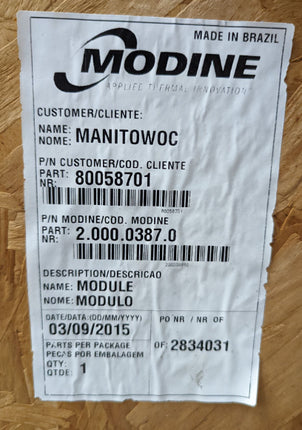 MADE IN BRAZIL
MODINE
APPLIED THERMAL INNOVATION
CUSTOMER/CLIENTE:
NAME: MANITOWOC
NOME:
P/N CUSTOMER/COD. CLIENTE
PART: 80058701
NR:
80058701
P/N MODINE/COD. MODINE
PART: 2.000.0387.0
NR:
DESCRIPTION/DESCRICAO
NAME: MODULE
NOME: MODULO
DATE/DATA (DD/MM/YYYY)
03/09/2015
PO NR / NR OF
OF: 2834031
PARTS PER PACKAGE
PECAS POR EMBALAGEM
QTY: 1
QTDE: